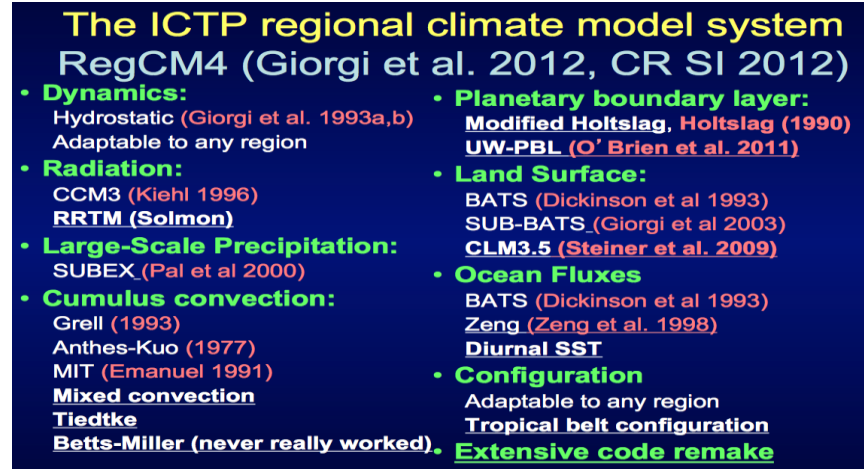 The ICTP regional climate model system
RegCM4 (Giorgi et al. 2012, CR SI 2012)
• Dynamics:
Hydrostatic (Giorgi et al. 1993a,b)
Adaptable to any region
• Radiation:
CCM3 (Kiehl 1996)
RRTM (Solmon)
• Large-Scale Precipitation:
SUBEX (Pal et al 2000)
• Cumulus convection:
Grell (1993)
Anthes-Kuo (1977)
MIT (Emanuel 1991)
Mixed convection
Tiedtke
Betts-Miller (never really worked)
• Planetary boundary layer:
Modified Holtslag, Holtslag (1990)
UW-PBL (O’ Brien et al. 2011)
• Land Surface:
BATS (Dickinson et al 1993)
SUB-BATS (Giorgi et al 2003)
CLM3.5 (Steiner et al. 2009)
• Ocean Fluxes
BATS (Dickinson et al 1993)
Zeng (Zeng et al. 1998)
Diurnal SST
• Configuration
Adaptable to any region
Tropical belt configuration
• Extensive code remake